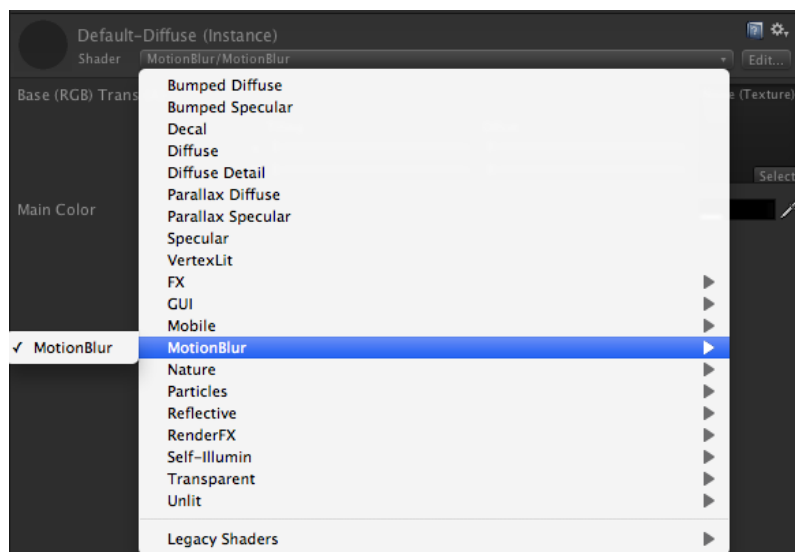 Default-Diffuse (Instance)
Shader MotionBlur/MotionBlur Edit...
Base (RGB) Trans (Texture)
Select
Main Color
Bumped Diffuse
Bumped Specular
Decal
Diffuse
Diffuse Detail
Parallax Diffuse
Parallax Specular
Specular
VertexLit
FX
GUI
Mobile
✓ MotionBlur
MotionBlur
Nature
Particles
Reflective
RenderFX
Self-Illumin
Transparent
Unlit
Legacy Shaders